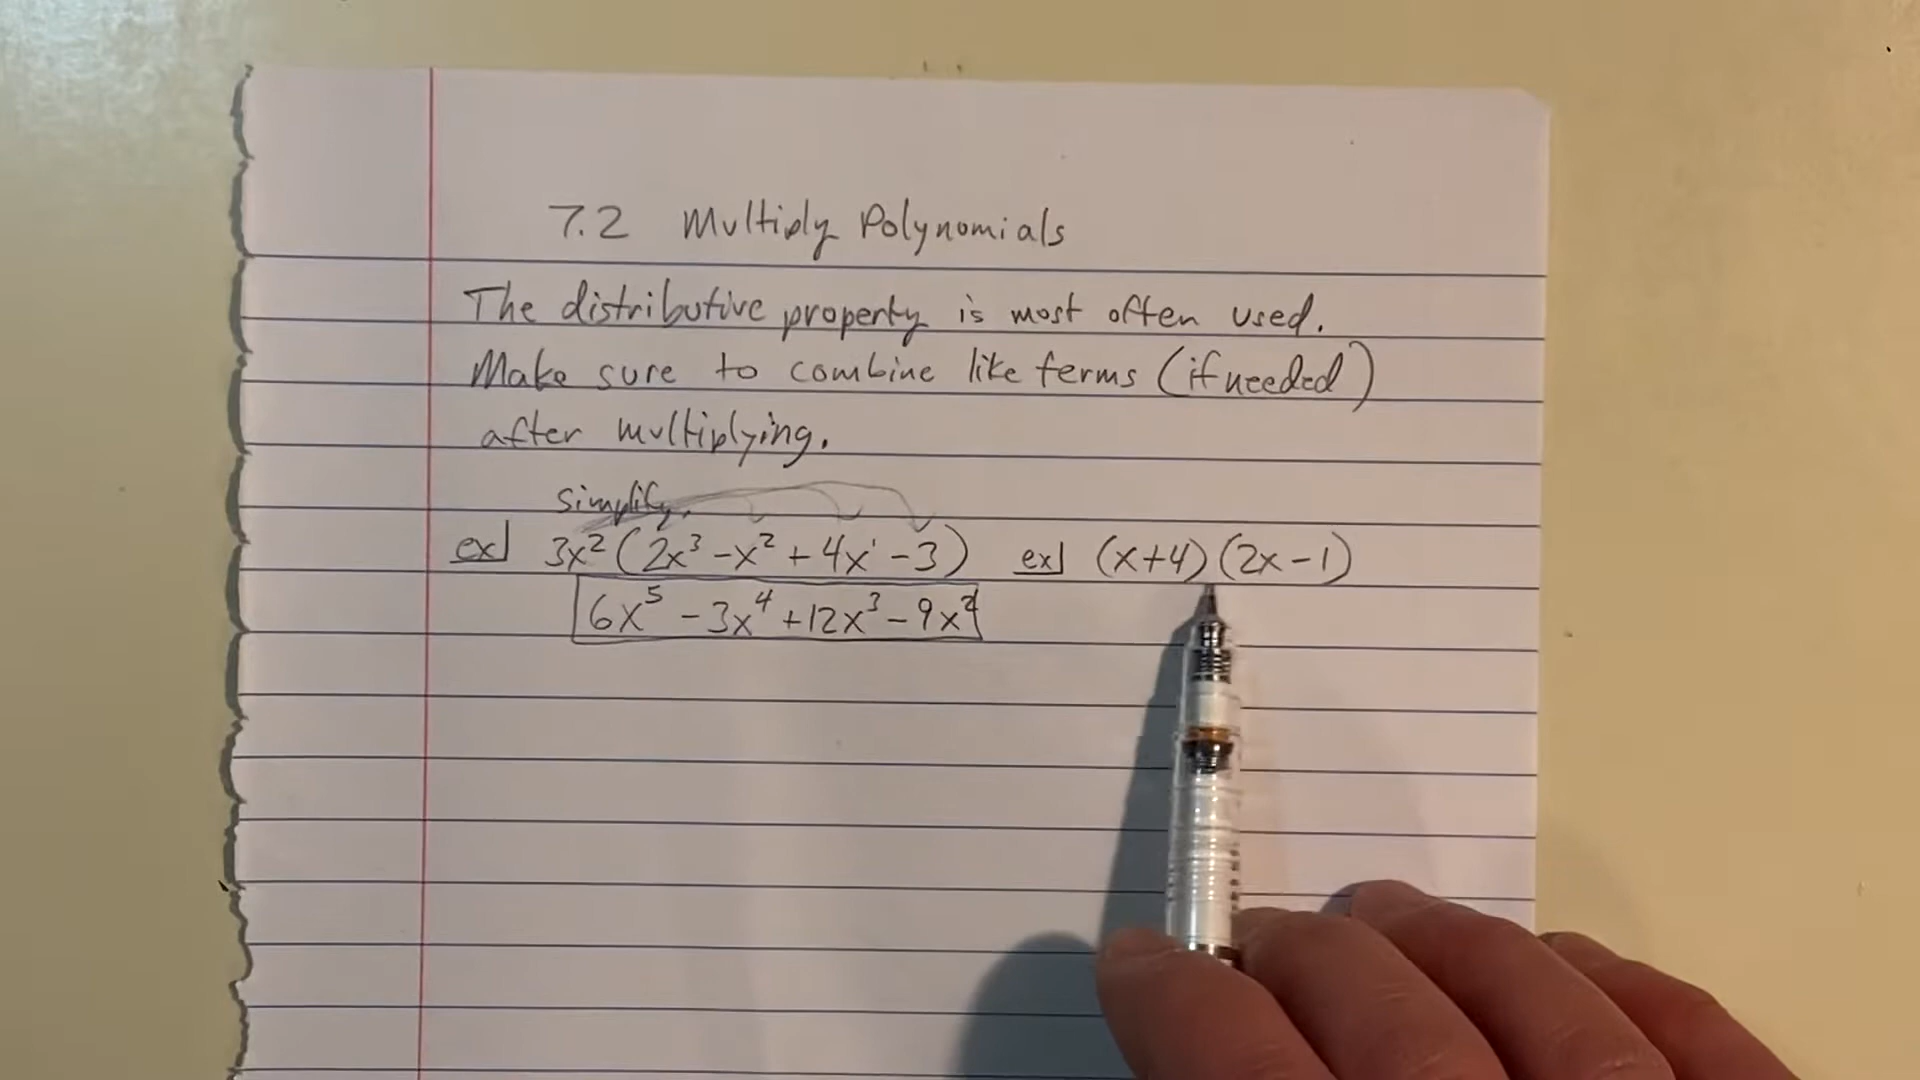 7.2 Multiply Polynomials
The distributive property is most often used.
Make sure to combine like terms (if needed)
after multiplying.
Simplify.
ex] 3x²(2x³ -x² + 4x¹ -3) ex] (x+4)(2x-1)
6x⁵ -3x⁴ +12x³ -9x²